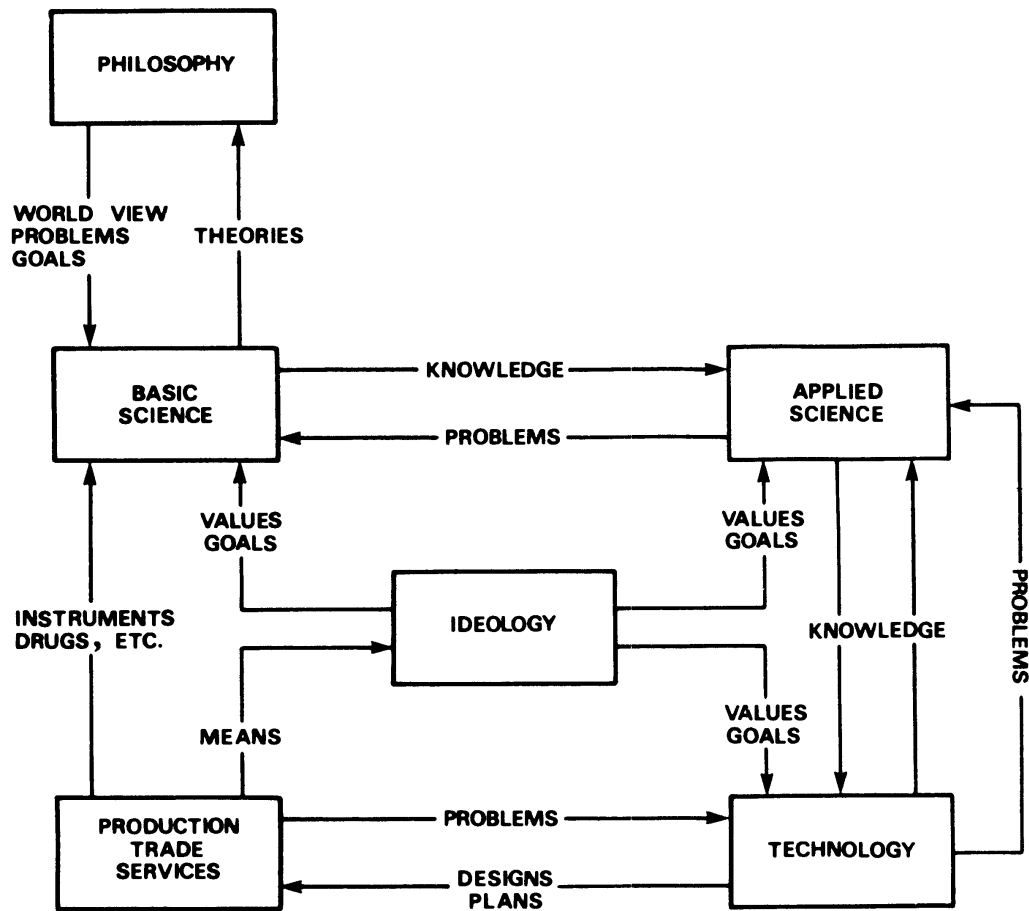 PHILOSOPHY
WORLD VIEW
PROBLEMS
GOALS
THEORIES
BASIC
SCIENCE
KNOWLEDGE
PROBLEMS
APPLIED
SCIENCE
VALUES
GOALS
VALUES
GOALS
INSTRUMENTS
DRUGS, ETC.
IDEOLOGY
KNOWLEDGE
PROBLEMS
MEANS
VALUES
GOALS
PRODUCTION
TRADE
SERVICES
PROBLEMS
DESIGNS
PLANS
TECHNOLOGY